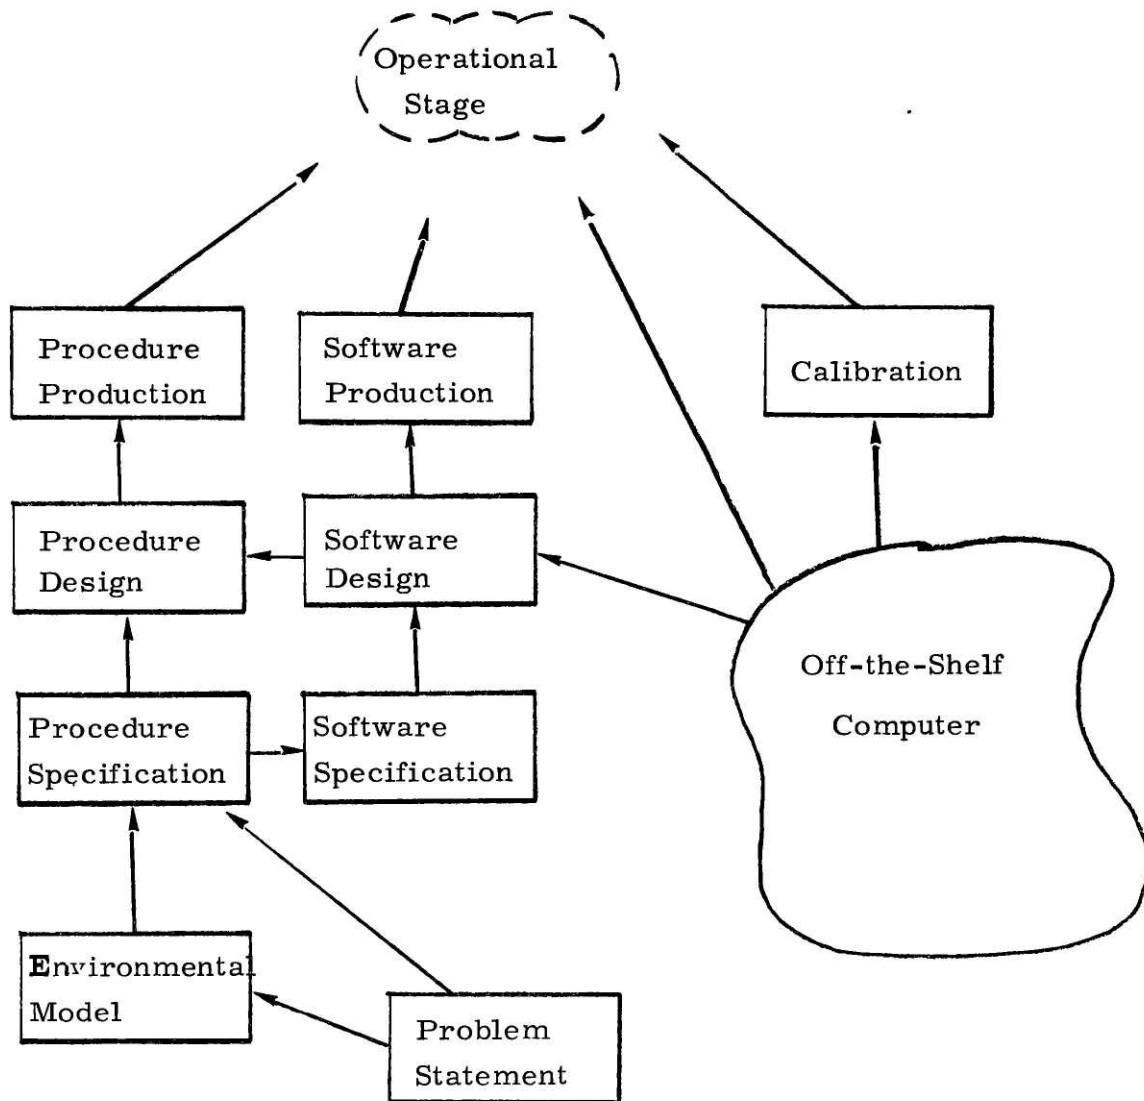 Operational
Stage
Procedure
Production
Software
Production
Calibration
Procedure
Design
Software
Design
Off-the-Shelf
Computer
Procedure
Specification
Software
Specification
Environmental
Model
Problem
Statement